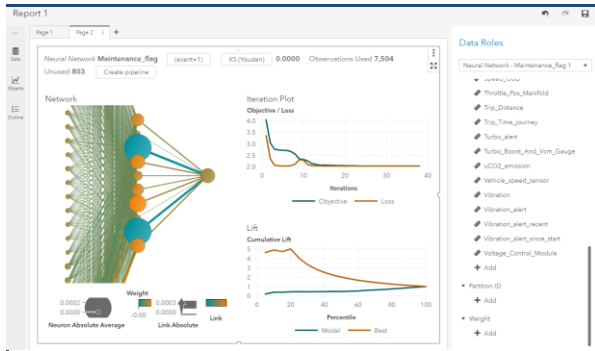 Report 1
Page 1
Page 2
Data
Objects
Outline
Neural Network Maintenance_flag (event=1) KS (Youden) 0.0000 Observations Used 7,504
Unused 803 Create pipeline
Network
Weight
0.0002
0.0000
-0.00
0.0003
0.0000
Neuron Absolute Average
Link Absolute
Link
Iteration Plot
Objective / Loss
4.0
3.5
3.0
2.5
2.0
0 10 20 30 40
Iterations
Objective Loss
Lift
Cumulative Lift
5
4
3
2
1
0
0 20 40 60 80 100
Percentile
Model Best
Data Roles
Neural Network - Maintenance_flag 1
Throttle_Pos_Manifold
Trip_Distance
Trip_Time_journey
Turbo_alert
Turbo_Boost_And_Vcm_Gauge
uCO2_emission
Vehicle_speed_sensor
Vibration
Vibration_alert
Vibration_alert_recent
Vibration_alert_since_start
Voltage_Control_Module
+ Add
Partition ID
+ Add
Weight
+ Add